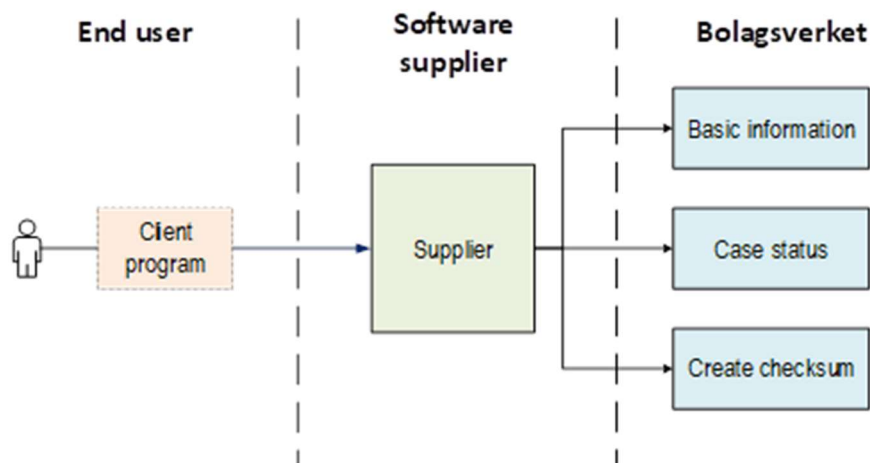 End user
Software
supplier
Bolagsverket
Basic information
Client
program
Supplier
Case status
Create checksum